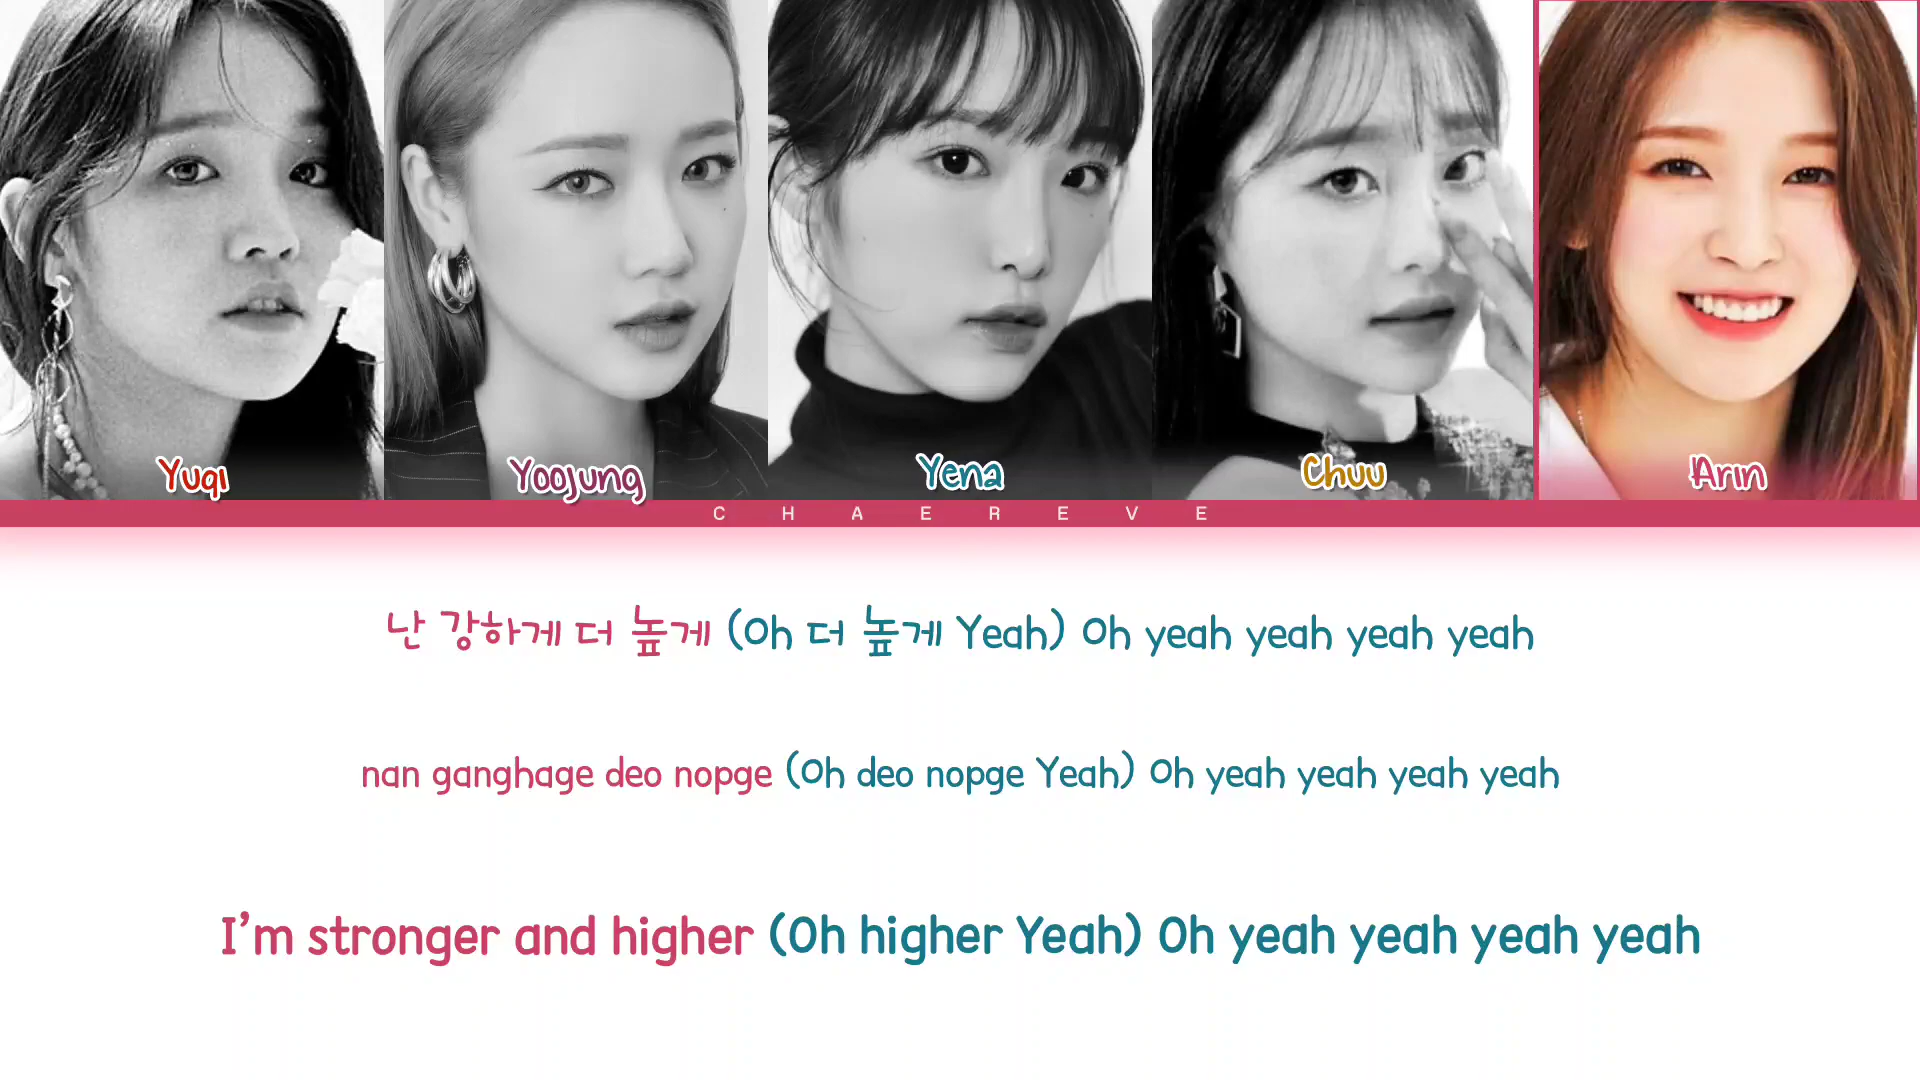 Yuqi Yoojung Yena Chuu Arin
CHAEREVE
난 강하게 더 높게 (Oh 더 높게 Yeah) Oh yeah yeah yeah yeah
nan ganghage deo nopge (Oh deo nopge Yeah) Oh yeah yeah yeah yeah
I’m stronger and higher (Oh higher Yeah) Oh yeah yeah yeah yeah